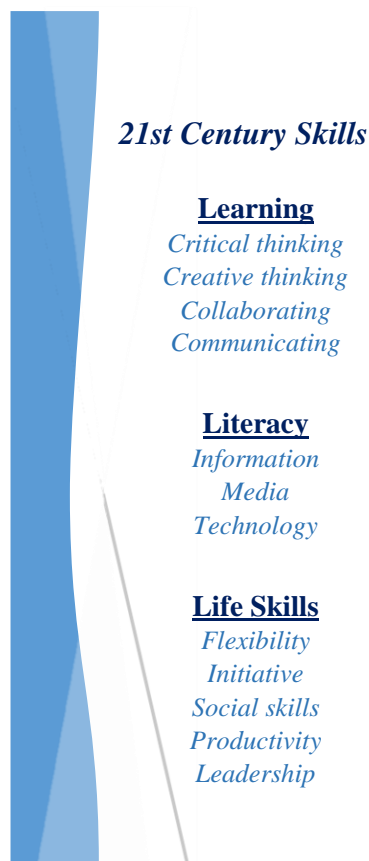 21st Century Skills
Learning
Critical thinking
Creative thinking
Collaborating
Communicating
Literacy
Information
Media
Technology
Life Skills
Flexibility
Initiative
Social skills
Productivity
Leadership